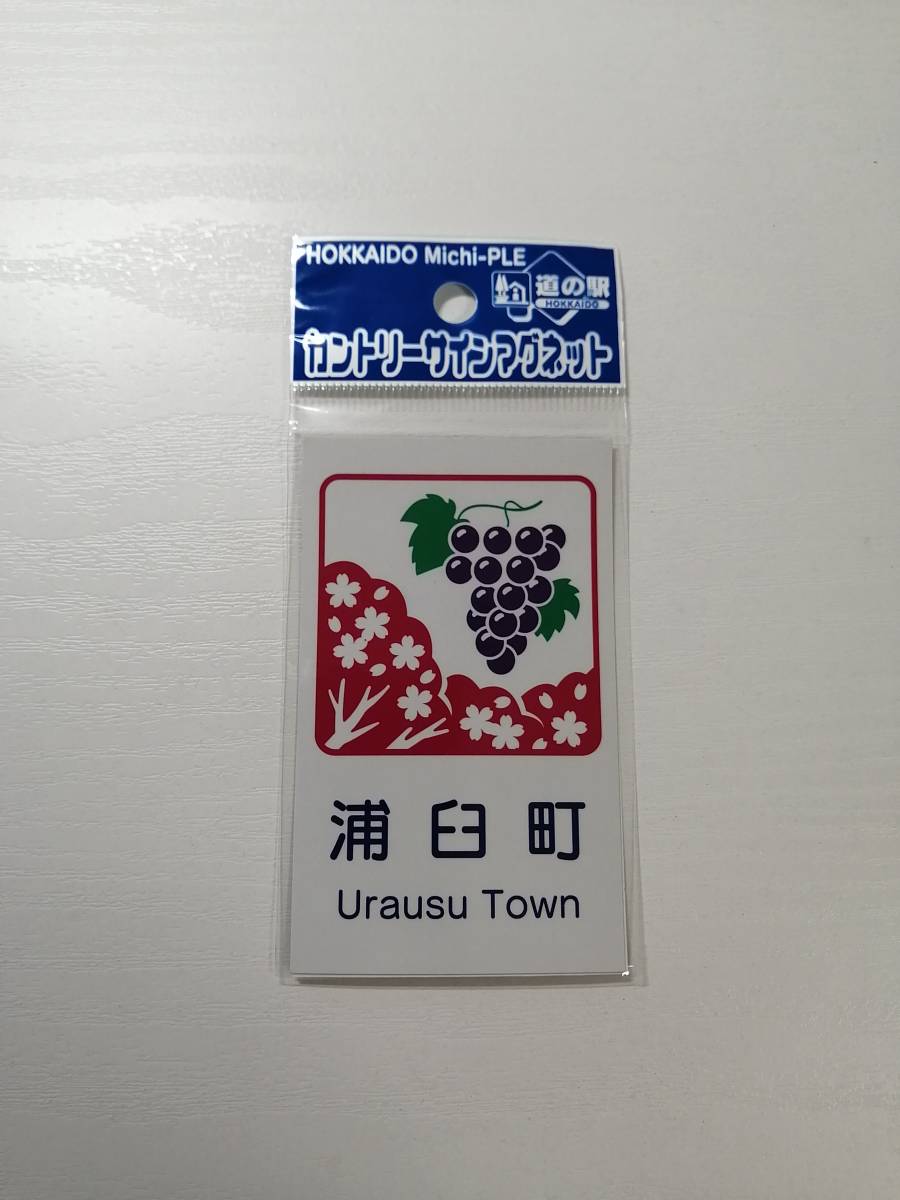 HOKKAIDO Michi-PLE
道の駅
HOKKAIDO
カントリーサインマグネット
浦臼町
Urausu Town